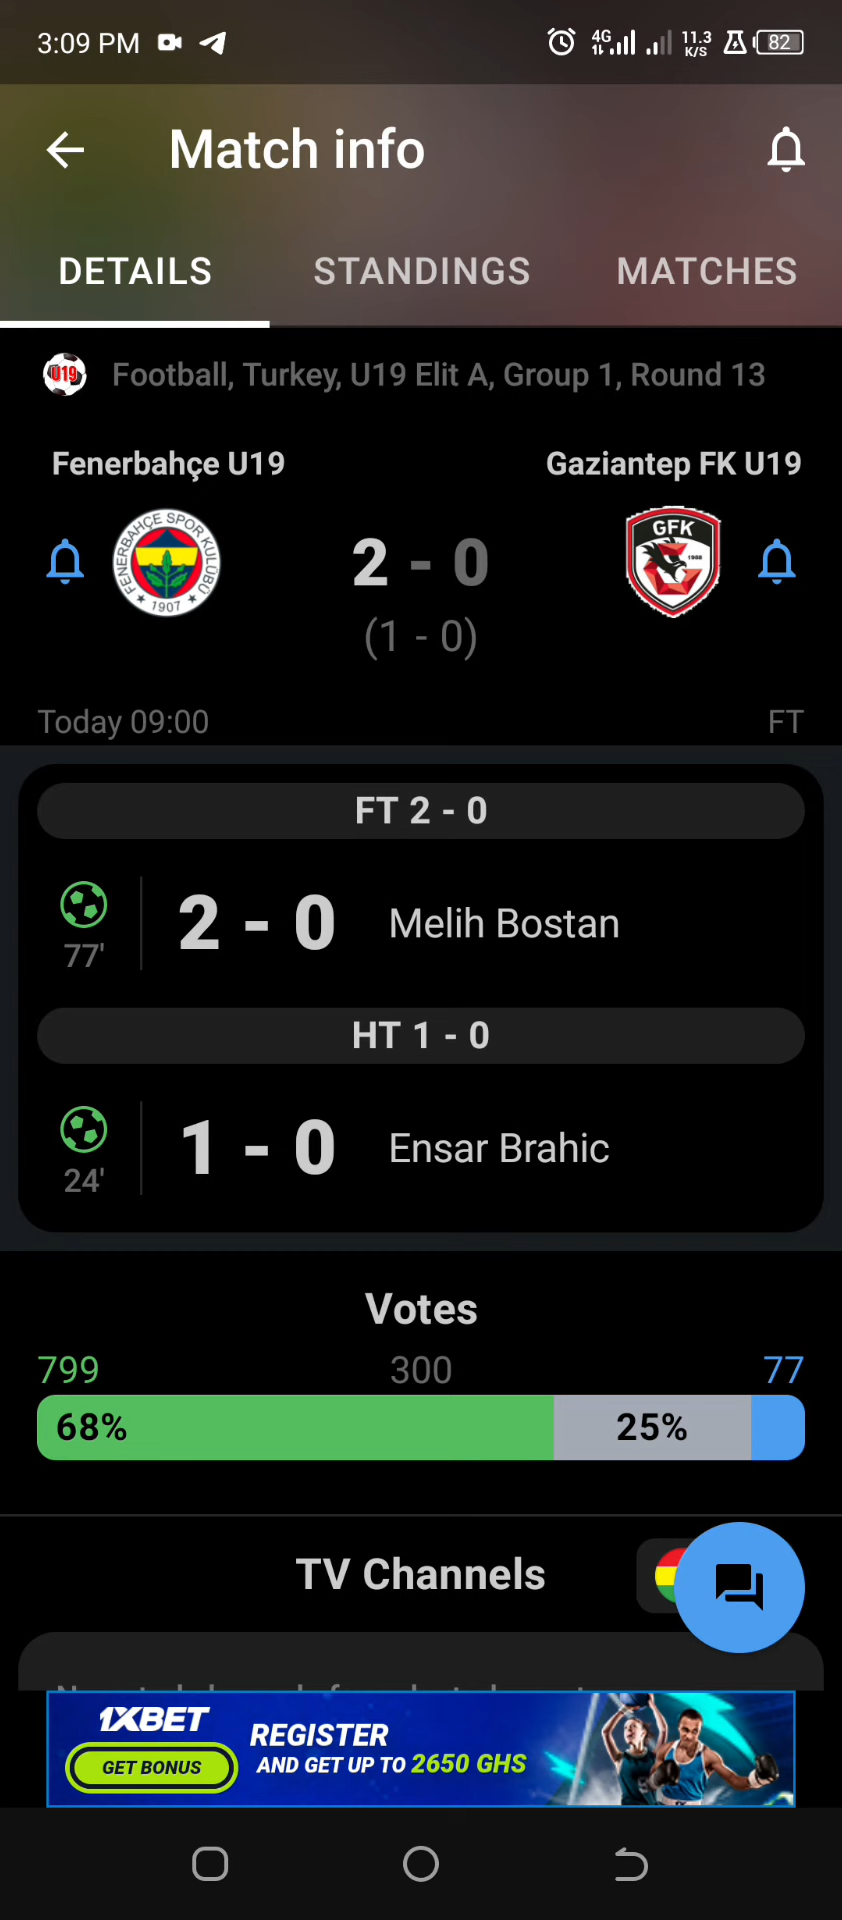 3:09 PM
4G
11.3
K/S
82
Match info
DETAILS STANDINGS MATCHES
U19
Football, Turkey, U19 Elit A, Group 1, Round 13
Fenerbahçe U19
Gaziantep FK U19
FENERBAHÇE SPOR KULÜBÜ
1907
GFK
1988
2 - 0
(1 - 0)
Today 09:00
FT
FT 2 - 0
77'
2 - 0
Melih Bostan
HT 1 - 0
24'
1 - 0
Ensar Brahic
Votes
799 300 77
68% 25%
TV Channels
1XBET
GET BONUS
REGISTER
AND GET UP TO 2650 GHS